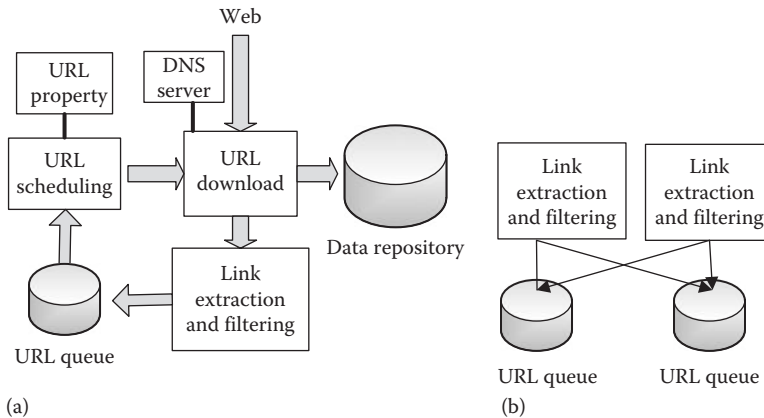 Web
URL
property
DNS
server
URL
scheduling
URL
download
Data repository
Link
extraction
and filtering
URL queue
(a)
Link
extraction
and filtering
Link
extraction
and filtering
URL queue
URL queue
(b)